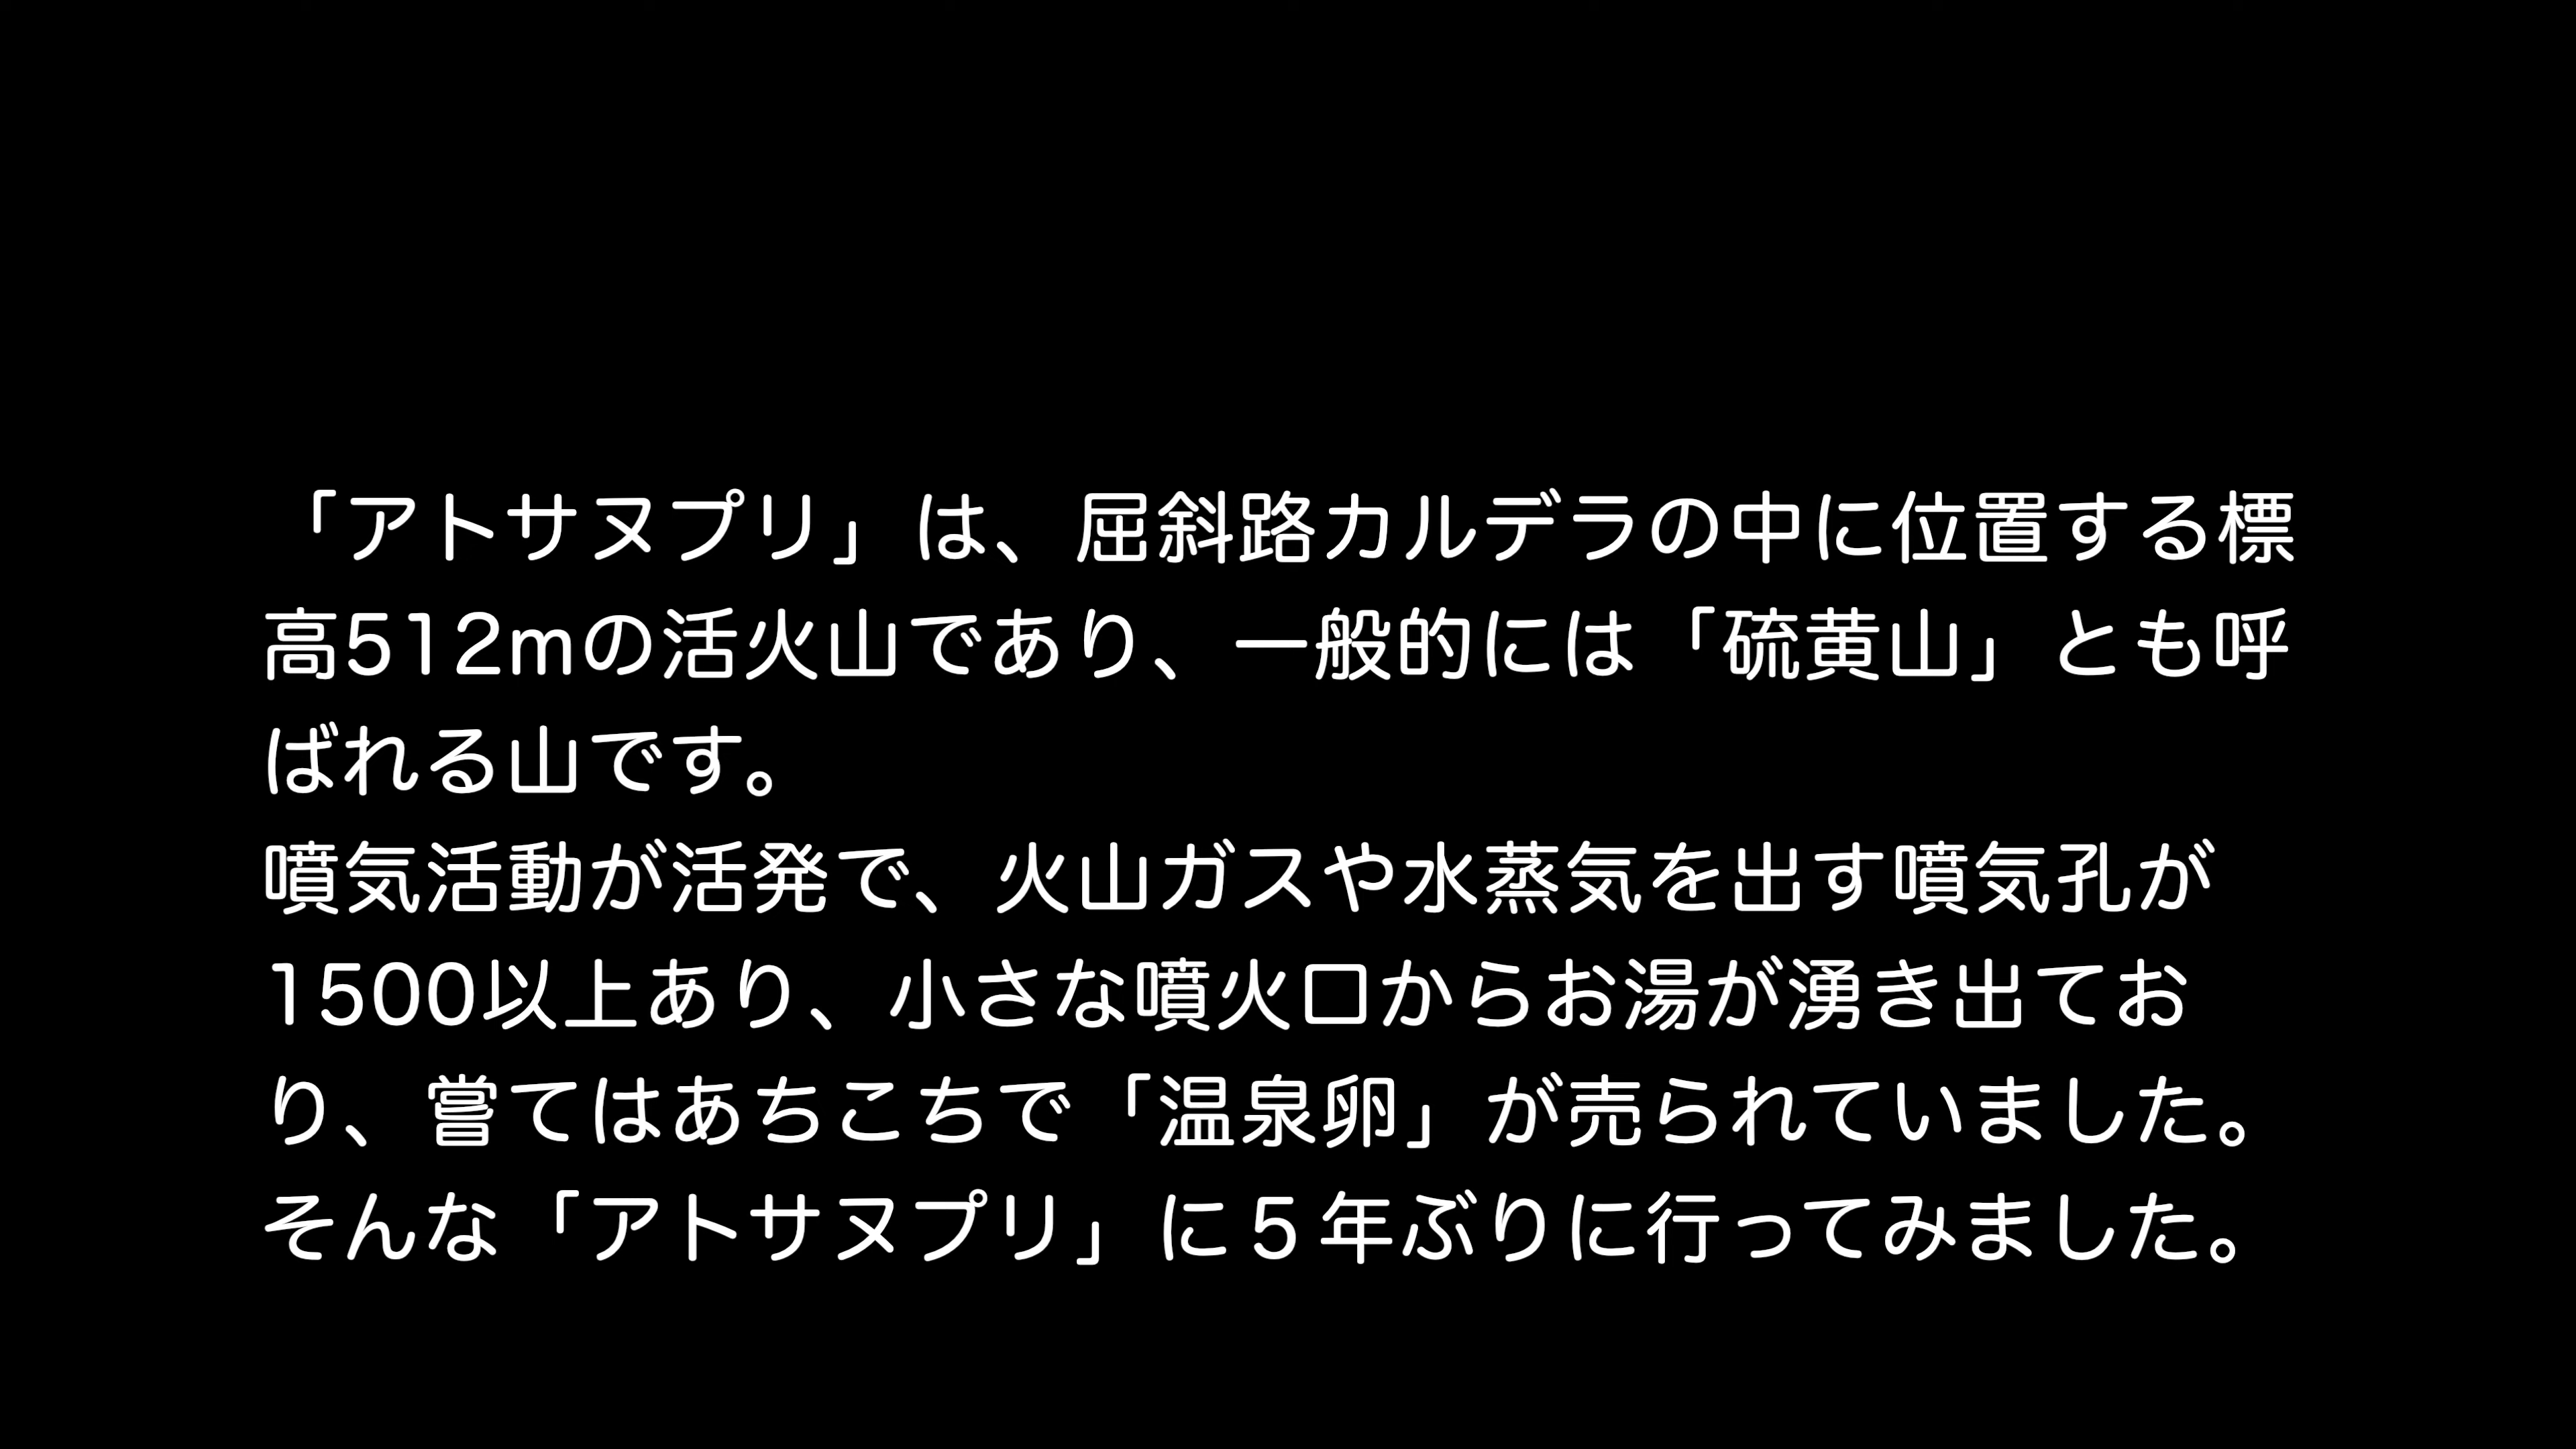 「アトサヌプリ」は、屈斜路カルデラの中に位置する標
高512mの活火山であり、一般的には「硫黄山」とも呼
ばれる山です。
噴気活動が活発で、火山ガスや水蒸気を出す噴気孔が
1500以上あり、小さな噴火口からお湯が湧き出てお
り、嘗てはあちこちで「温泉卵」が売られていました。
そんな「アトサヌプリ」に５年ぶりに行ってみました。